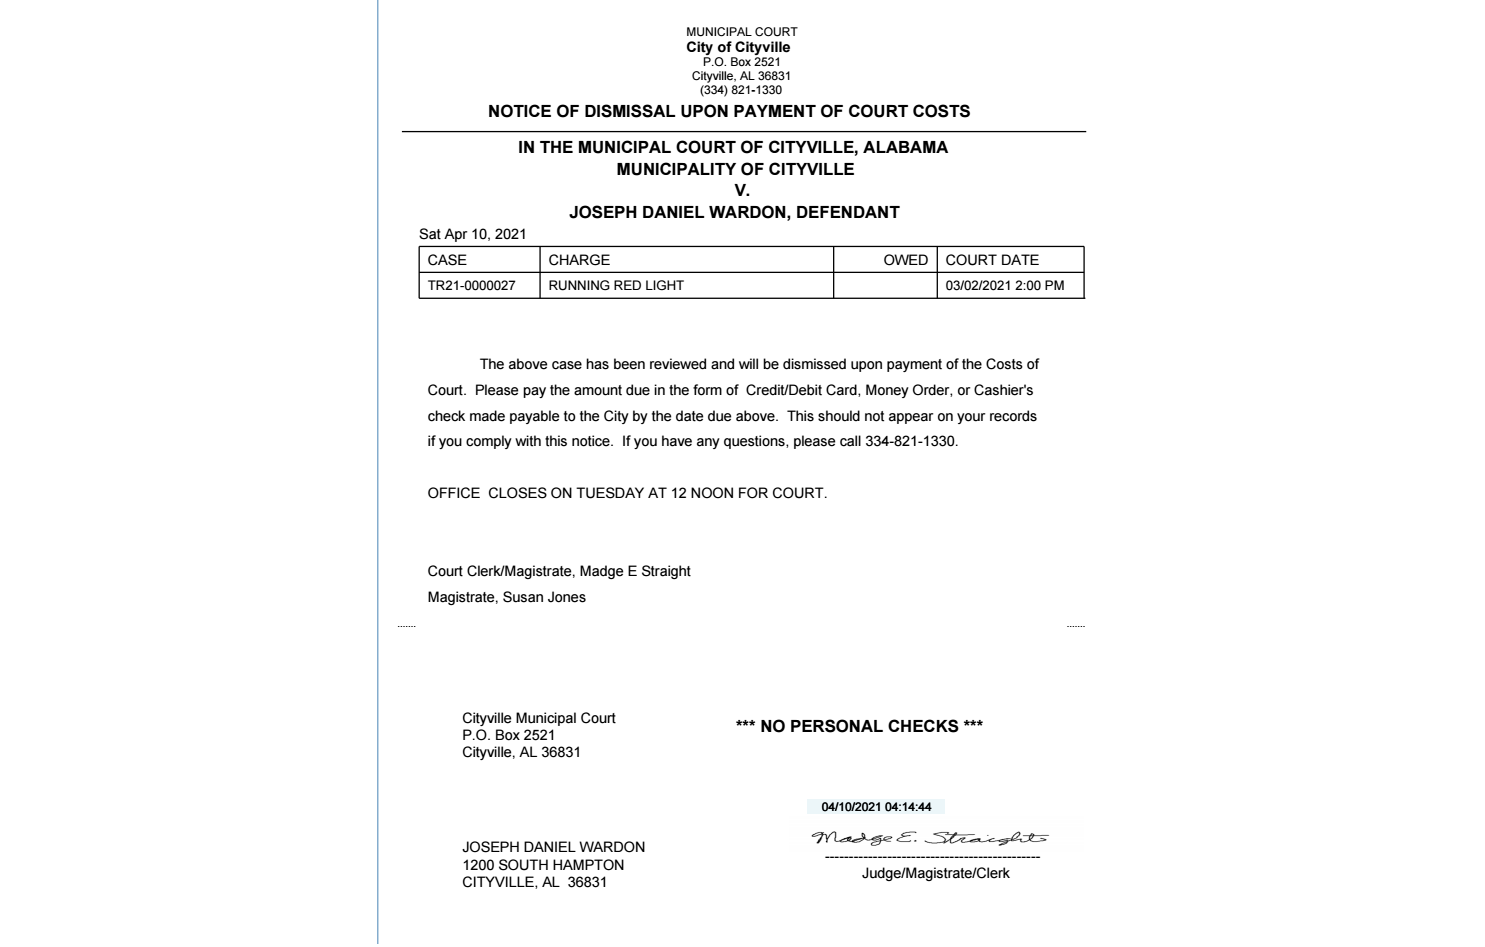 MUNICIPAL COURT
City of Cityville
P.O. Box 2521
Cityville, AL 36831
(334) 821-1330
NOTICE OF DISMISSAL UPON PAYMENT OF COURT COSTS
IN THE MUNICIPAL COURT OF CITYVILLE, ALABAMA
MUNICIPALITY OF CITYVILLE
V.
JOSEPH DANIEL WARDON, DEFENDANT
Sat Apr 10, 2021
CASE CHARGE OWED COURT DATE
TR21-0000027 RUNNING RED LIGHT 03/02/2021 2:00 PM
The above case has been reviewed and will be dismissed upon payment of the Costs of
Court. Please pay the amount due in the form of Credit/Debit Card, Money Order, or Cashier's
check made payable to the City by the date due above. This should not appear on your records
if you comply with this notice. If you have any questions, please call 334-821-1330.
OFFICE CLOSES ON TUESDAY AT 12 NOON FOR COURT.
Court Clerk/Magistrate, Madge E Straight
Magistrate, Susan Jones
Cityville Municipal Court
P.O. Box 2521
Cityville, AL 36831
*** NO PERSONAL CHECKS ***
04/10/2021 04:14:44
Madge E. Straight
Judge/Magistrate/Clerk
JOSEPH DANIEL WARDON
1200 SOUTH HAMPTON
CITYVILLE, AL 36831